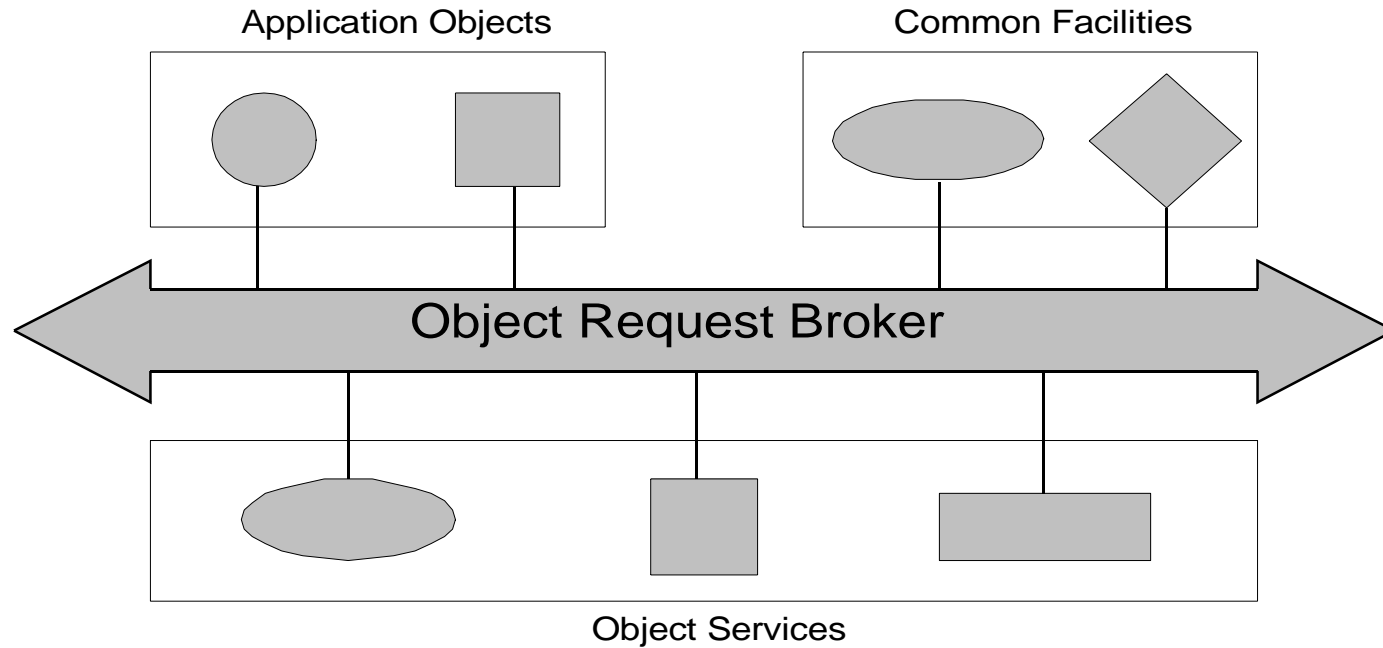 Application Objects
Common Facilities
Object Request Broker
Object Services